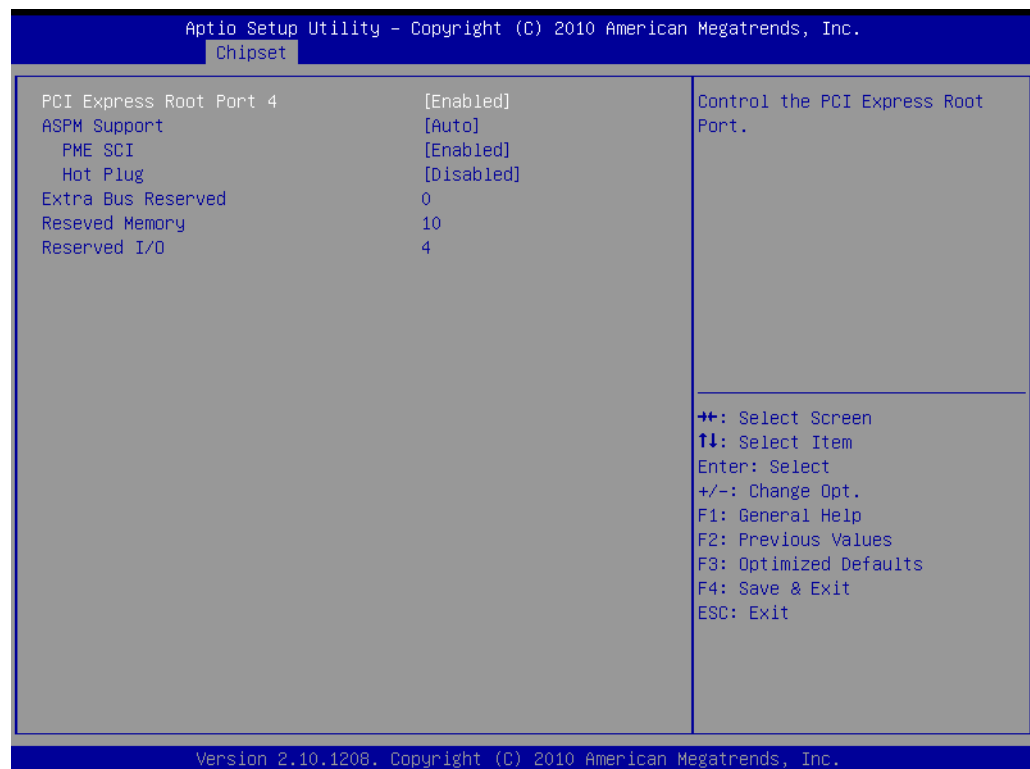 Aptio Setup Utility – Copyright (C) 2010 American Megatrends, Inc.
Chipset
PCI Express Root Port 4 [Enabled]
ASPM Support [Auto]
PME SCI [Enabled]
Hot Plug [Disabled]
Extra Bus Reserved 0
Reseved Memory 10
Reserved I/O 4
Control the PCI Express Root
Port.
→←: Select Screen
↑↓: Select Item
Enter: Select
+/-: Change Opt.
F1: General Help
F2: Previous Values
F3: Optimized Defaults
F4: Save & Exit
ESC: Exit
Version 2.10.1208. Copyright (C) 2010 American Megatrends, Inc.